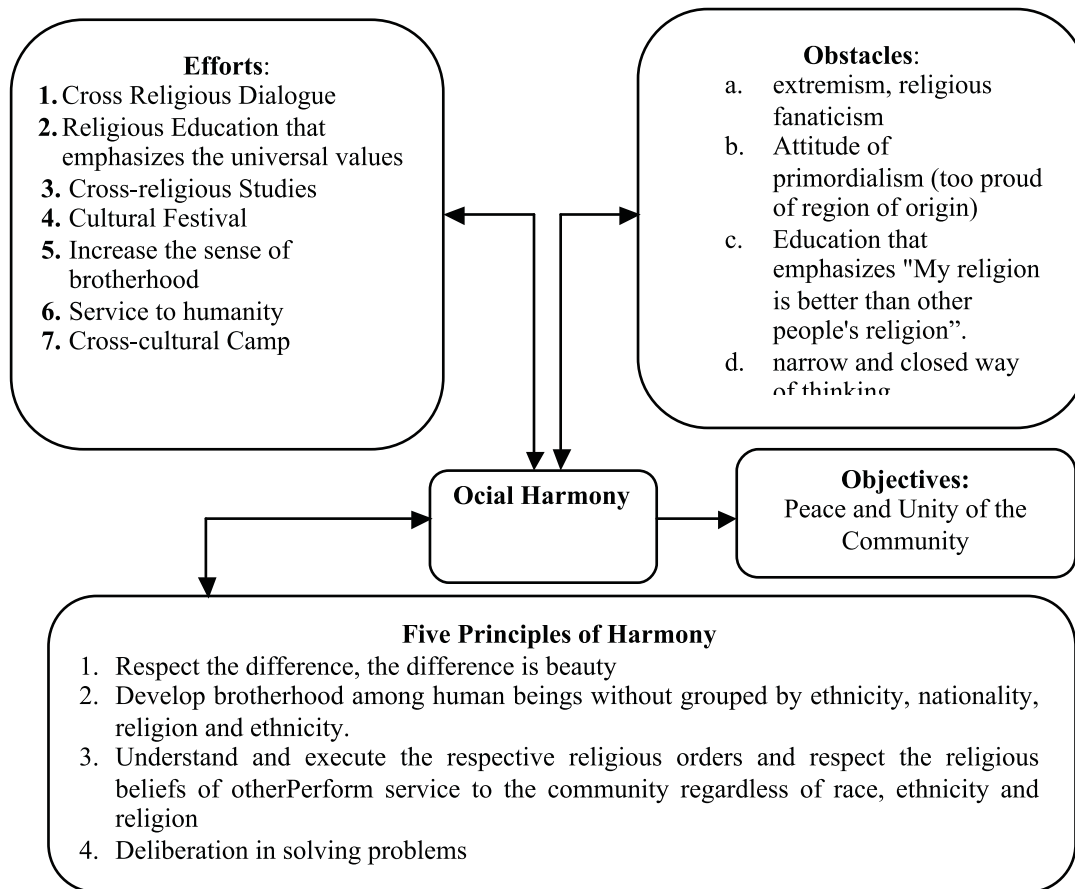 Efforts:
1. Cross Religious Dialogue
2. Religious Education that
emphasizes the universal values
3. Cross-religious Studies
4. Cultural Festival
5. Increase the sense of
brotherhood
6. Service to humanity
7. Cross-cultural Camp
Obstacles:
a. extremism, religious
fanaticism
b. Attitude of
primordialism (too proud
of region of origin)
c. Education that
emphasizes "My religion
is better than other
people's religion”.
d. narrow and closed way
of thinking
Ocial Harmony
Objectives:
Peace and Unity of the
Community
Five Principles of Harmony
1. Respect the difference, the difference is beauty
2. Develop brotherhood among human beings without grouped by ethnicity, nationality,
religion and ethnicity.
3. Understand and execute the respective religious orders and respect the religious
beliefs of otherPerform service to the community regardless of race, ethnicity and
religion
4. Deliberation in solving problems